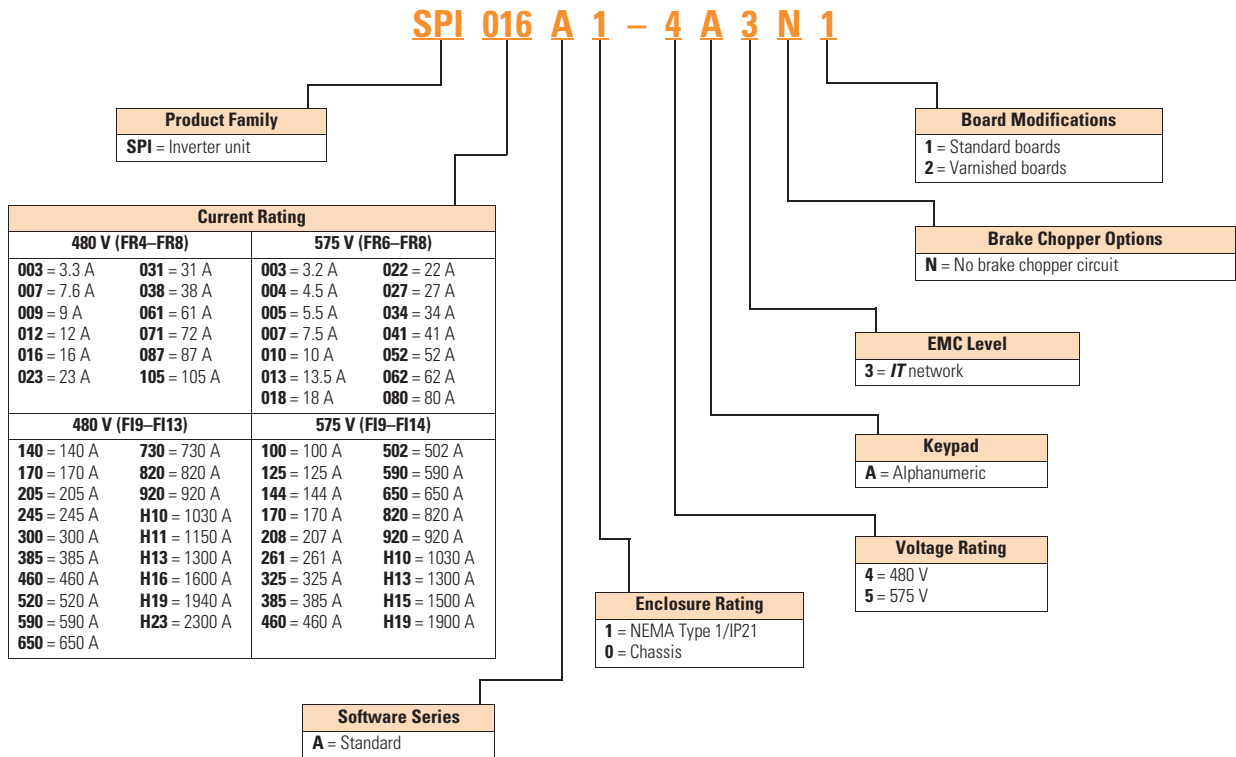 SPI 016 A 1 – 4 A 3 N 1
Product Family
SPI = Inverter unit
Board Modifications
1 = Standard boards
2 = Varnished boards
Current Rating
480 V (FR4–FR8) 575 V (FR6–FR8)
003 = 3.3 A 031 = 31 A 003 = 3.2 A 022 = 22 A
007 = 7.6 A 038 = 38 A 004 = 4.5 A 027 = 27 A
009 = 9 A 061 = 61 A 005 = 5.5 A 034 = 34 A
012 = 12 A 071 = 72 A 007 = 7.5 A 041 = 41 A
016 = 16 A 087 = 87 A 010 = 10 A 052 = 52 A
023 = 23 A 105 = 105 A 013 = 13.5 A 062 = 62 A
018 = 18 A 080 = 80 A
480 V (FI9–FI13) 575 V (FI9–FI14)
140 = 140 A 730 = 730 A 100 = 100 A 502 = 502 A
170 = 170 A 820 = 820 A 125 = 125 A 590 = 590 A
205 = 205 A 920 = 920 A 144 = 144 A 650 = 650 A
245 = 245 A H10 = 1030 A 170 = 170 A 820 = 820 A
300 = 300 A H11 = 1150 A 208 = 207 A 920 = 920 A
385 = 385 A H13 = 1300 A 261 = 261 A H10 = 1030 A
460 = 460 A H16 = 1600 A 325 = 325 A H13 = 1300 A
520 = 520 A H19 = 1940 A 385 = 385 A H15 = 1500 A
590 = 590 A H23 = 2300 A 460 = 460 A H19 = 1900 A
650 = 650 A
Brake Chopper Options
N = No brake chopper circuit
EMC Level
3 = IT network
Keypad
A = Alphanumeric
Voltage Rating
4 = 480 V
5 = 575 V
Enclosure Rating
1 = NEMA Type 1/IP21
0 = Chassis
Software Series
A = Standard